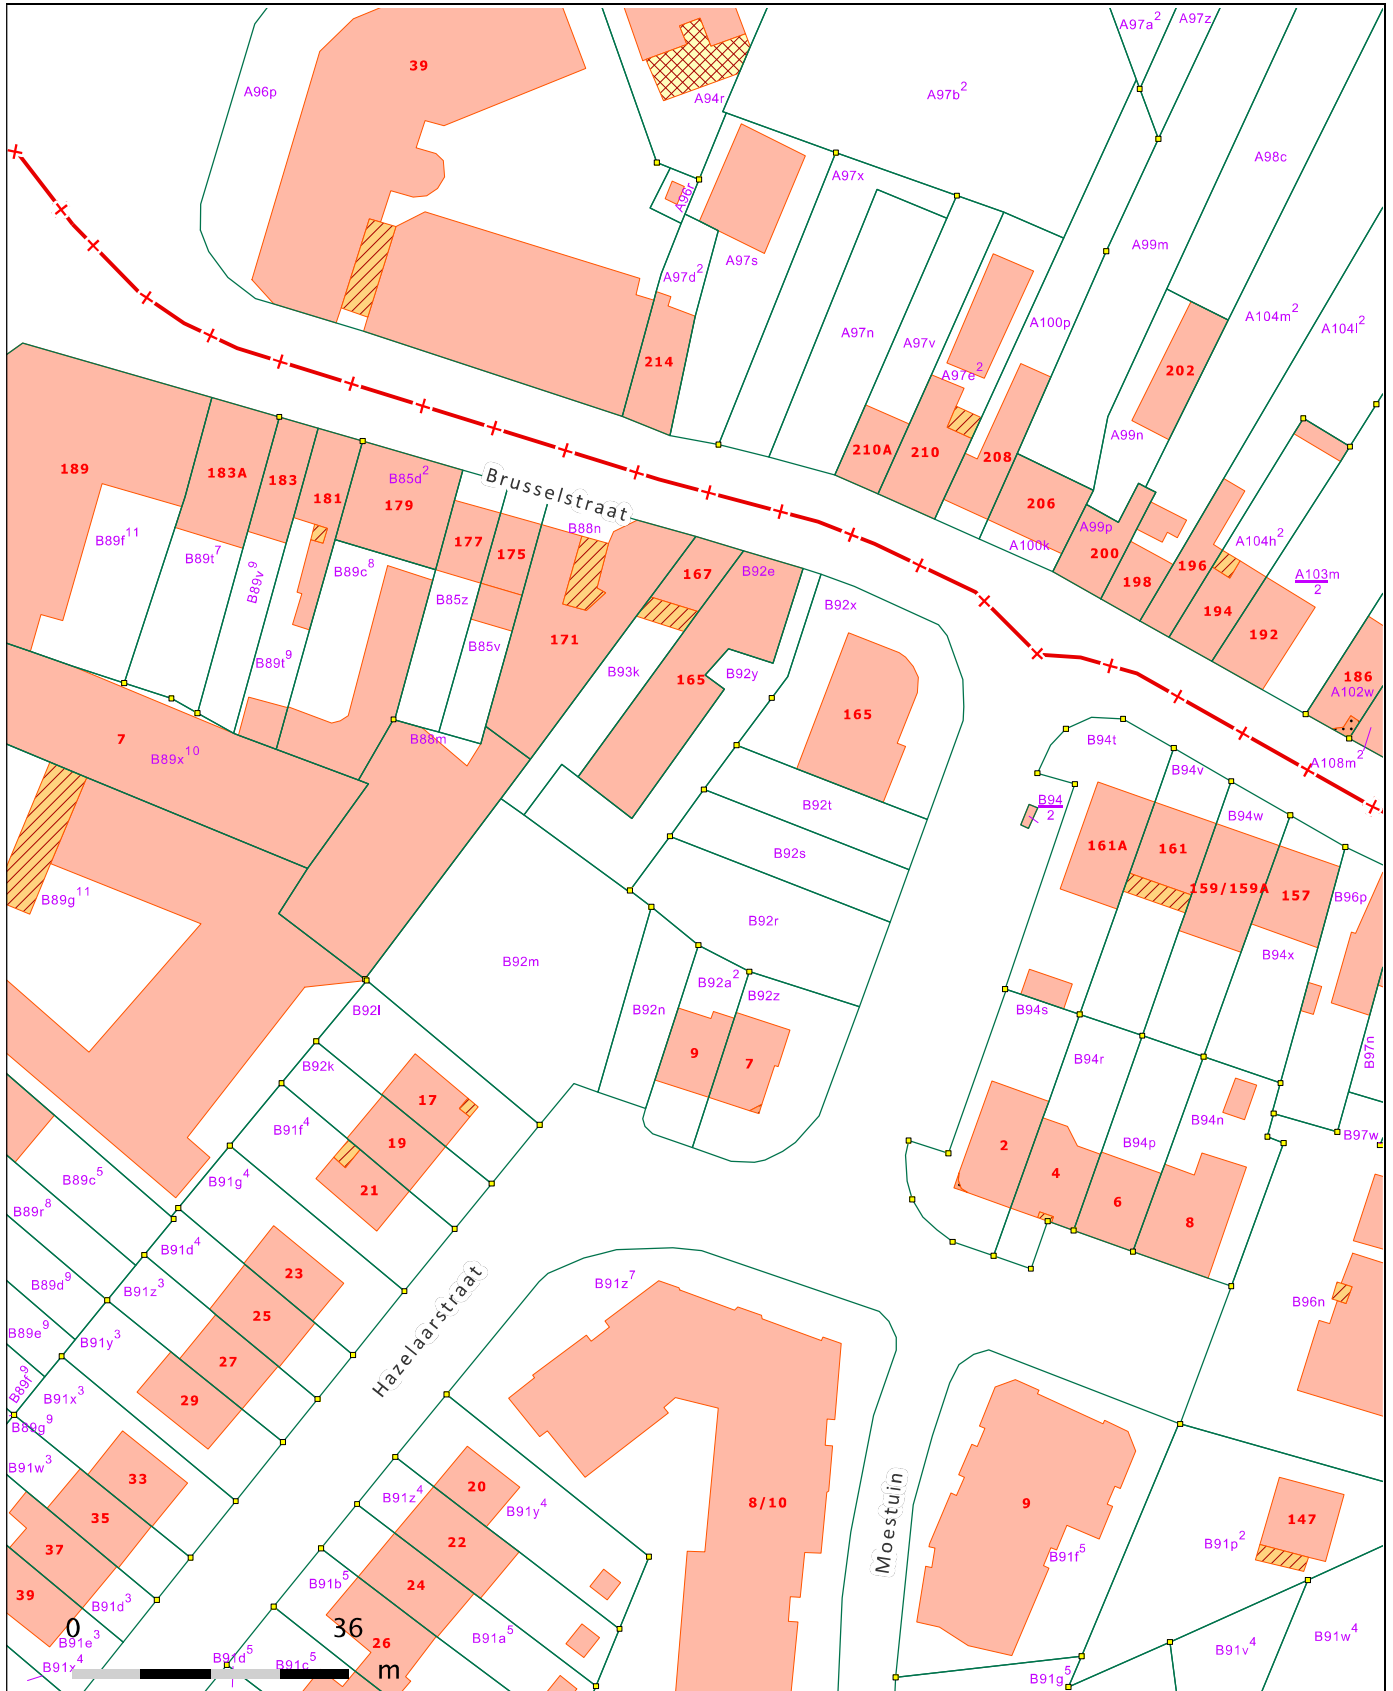 A97a²
A97z
39
A96p
A94r
A97b²
A98c
A97x
A96r
A99m
A97s
A97d²
A100p
A104m²
A104l²
A97n
A97v
A97e²
214
202
A99n
210A
210
208
189
183A
183
181
B85d²
179
Brusselstraat
206
A99p
B88n
B89f¹¹
B89t⁷
B89v⁹
B89c⁸
177
175
A100k
200
A104h²
167
B92e
198
196
A103m
2
B85z
B92x
194
192
B85v
171
B89t⁹
B93k
165
B92y
186
A102w
165
7
B89x¹⁰
B88m
B94t
A108m²
B94v
B92t
B94
2
B94w
161A
161
B92s
159/159A
157
B96p
B89g¹¹
B92r
B92m
B94x
B92a²
B92z
B92l
B92n
B94s
B97n
9
7
B94r
B92k
17
B91f⁴
19
2
B94p
B94n
B97w
21
4
6
8
B89c⁵
B91g⁴
B89r⁸
B91d⁴
B89d⁹
B91z³
23
Hazelaarstraat
B91z⁷
B96n
25
B89e⁹
B91y³
27
B89f⁹
B91x³
29
B89g⁹
B91w³
33
20
B91z⁴
B91y⁴
8/10
Moestuin
9
147
35
22
B91p²
37
B91f⁵
24
B91b⁵
39
B91d³
0
36
26
B91a⁵
B91w⁴
B91e³
B91v⁴
B91x⁴
B91d⁵
B91c⁵
m
B91g⁵